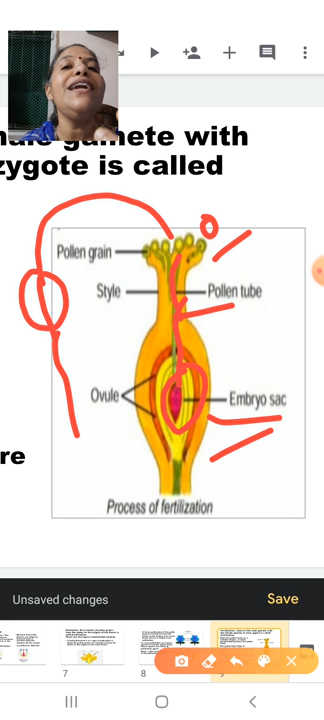 gamete with
zygote is called
Pollen grain
Style
Pollen tube
Ovule
Embryo sac
re
Process of fertilization
Unsaved changes
Save
7
8
9